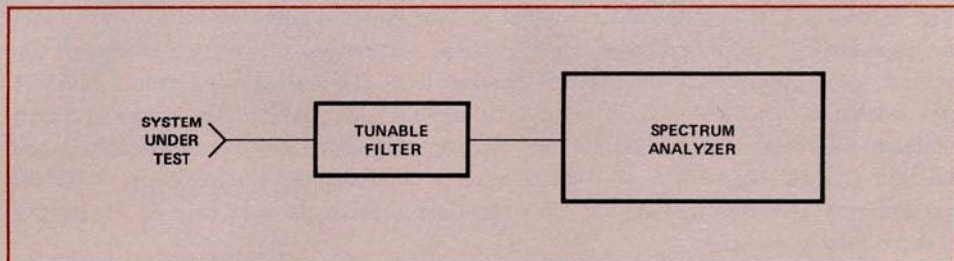 SYSTEM
UNDER
TEST
TUNABLE
FILTER
SPECTRUM
ANALYZER